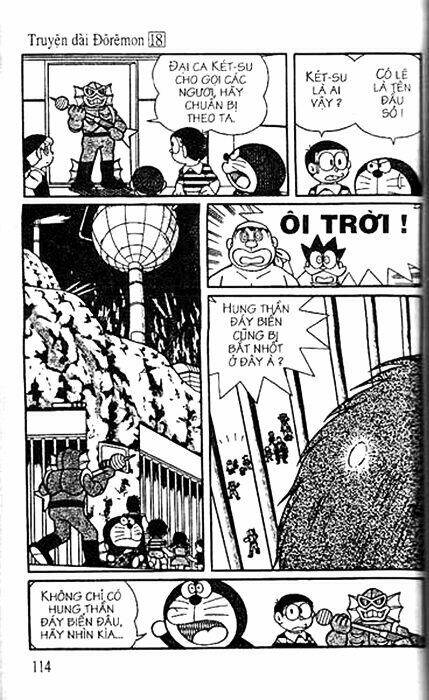 Truyện dài Đôrêmon 18
ĐẠI CA KÉT-SU
CHO GỌI CÁC
NGƯƠI, HÃY
CHUẨN BỊ
THEO TA.
KÉT-SU
LÀ AI
VẬY ?
CÓ LẼ
LÀ TÊN
ĐẦU
SỎ !
ÔI TRỜI !
HUNG THẦN
ĐÁY BIỂN
CŨNG BỊ
BẮT NHỐT
Ở ĐÂY À ?
KHÔNG CHỈ CÓ
HUNG THẦN
ĐÁY BIỂN ĐÂU,
HÃY NHÌN KÌA...
114